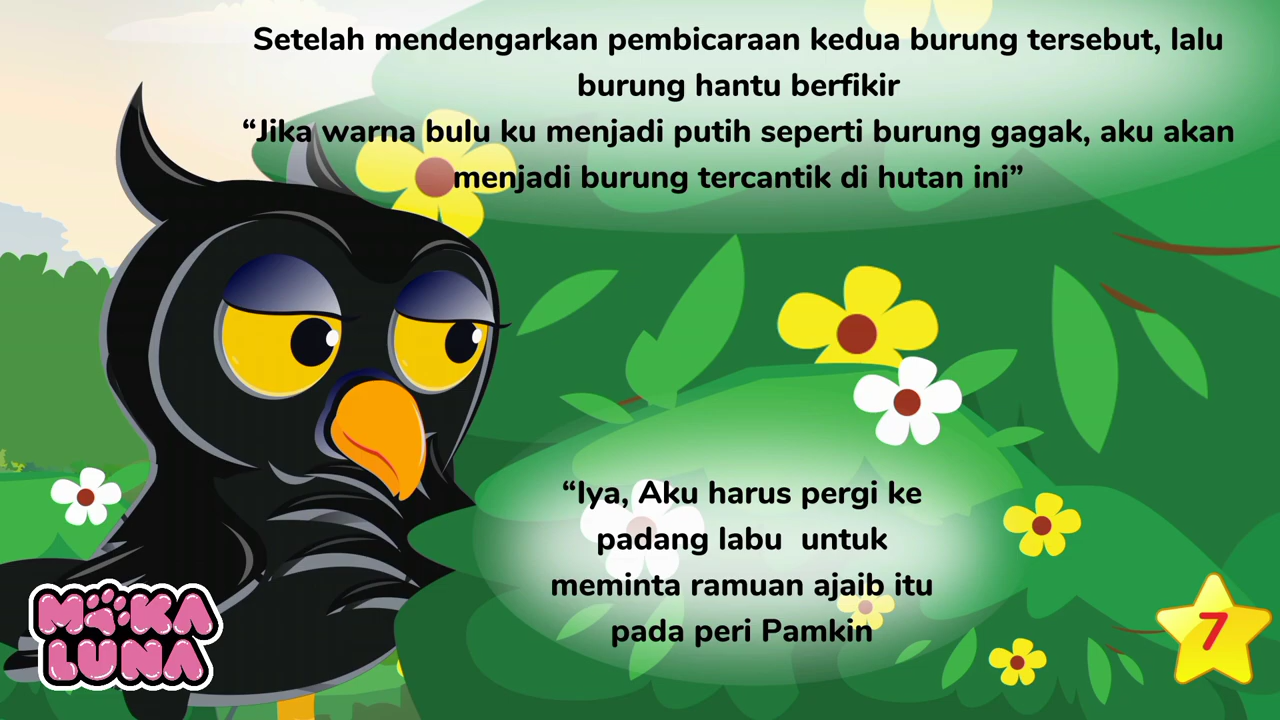 Setelah mendengarkan pembicaraan kedua burung tersebut, lalu
burung hantu berfikir
“Jika warna bulu ku menjadi putih seperti burung gagak, aku akan
menjadi burung tercantik di hutan ini”
“Iya, Aku harus pergi ke
padang labu  untuk
meminta ramuan ajaib itu
pada peri Pamkin
MOKA
LUNA
7